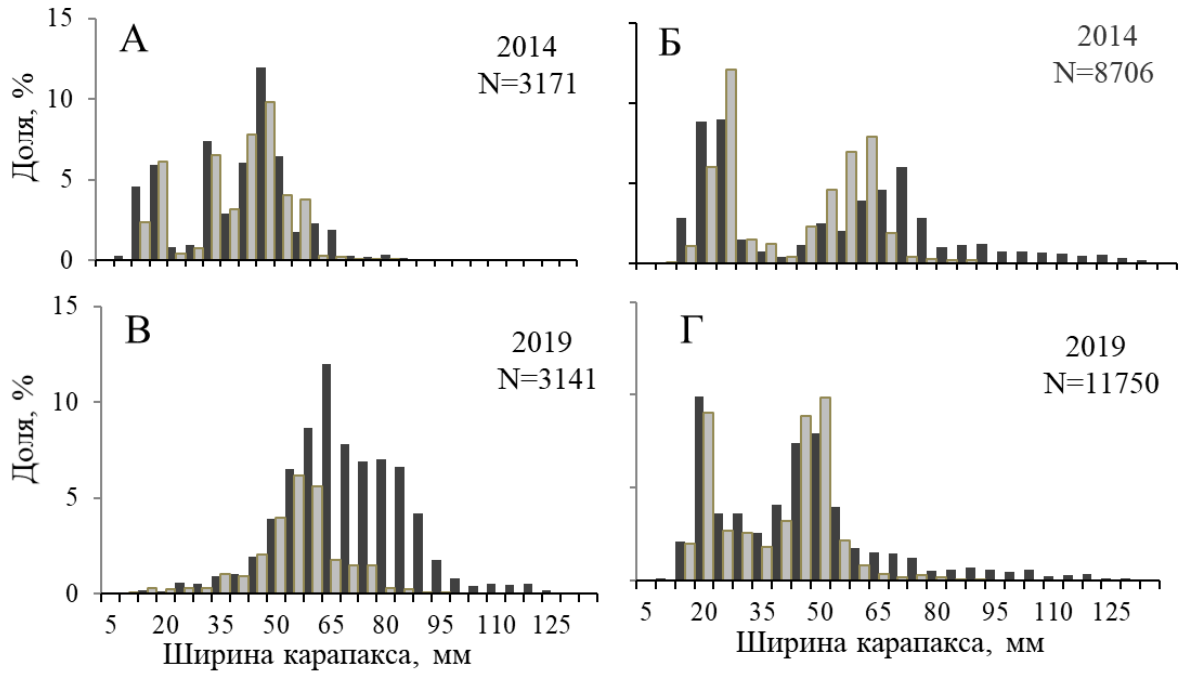 15
10
5
0
Доля, %
А
2014
N=3171
Б
2014
N=8706
15
10
5
0
Доля, %
В
2019
N=3141
Г
2019
N=11750
5 20 35 50 65 80 95 110 125
Ширина карапакса, мм
5 20 35 50 65 80 95 110 125
Ширина карапакса, мм